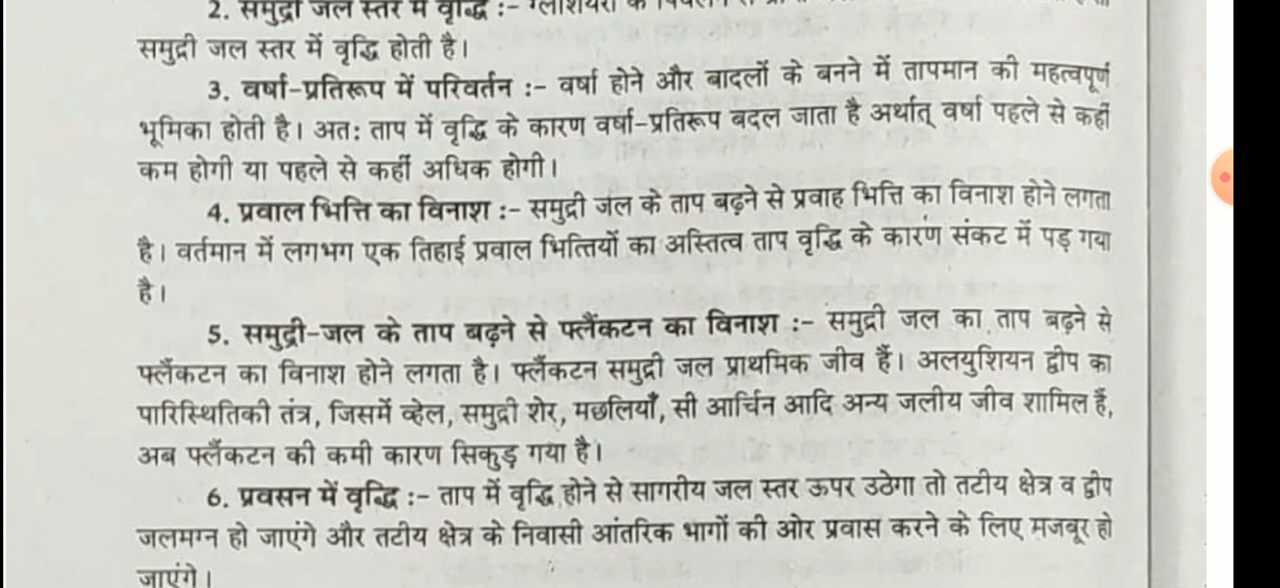 2. समुद्री जल स्तर में वृद्धि :- ग्लेशियरों के
समुद्री जल स्तर में वृद्धि होती है।
3. वर्षा-प्रतिरूप में परिवर्तन :- वर्षा होने और बादलों के बनने में तापमान की महत्वपूर्ण
भूमिका होती है। अत: ताप में वृद्धि के कारण वर्षा-प्रतिरूप बदल जाता है अर्थात् वर्षा पहले से कहीं
कम होगी या पहले से कहीं अधिक होगी।
4. प्रवाल भित्ति का विनाश :- समुद्री जल के ताप बढ़ने से प्रवाह भित्ति का विनाश होने लगता
है। वर्तमान में लगभग एक तिहाई प्रवाल भित्तियों का अस्तित्व ताप वृद्धि के कारण संकट में पड़ गया
है।
5. समुद्री-जल के ताप बढ़ने से फ्लैंकटन का विनाश :- समुद्री जल का ताप बढ़ने से
फ्लैंकटन का विनाश होने लगता है। फ्लैंकटन समुद्री जल प्राथमिक जीव हैं। अलयुशियन द्वीप का
पारिस्थितिकी तंत्र, जिसमें व्हेल, समुद्री शेर, मछलियाँ, सी आर्चिन आदि अन्य जलीय जीव शामिल हैं,
अब फ्लैंकटन की कमी कारण सिकुड़ गया है।
6. प्रवसन में वृद्धि :- ताप में वृद्धि होने से सागरीय जल स्तर ऊपर उठेगा तो तटीय क्षेत्र व द्वीप
जलमग्न हो जाएंगे और तटीय क्षेत्र के निवासी आंतरिक भागों की ओर प्रवास करने के लिए मजबूर हो
जाएंगे।